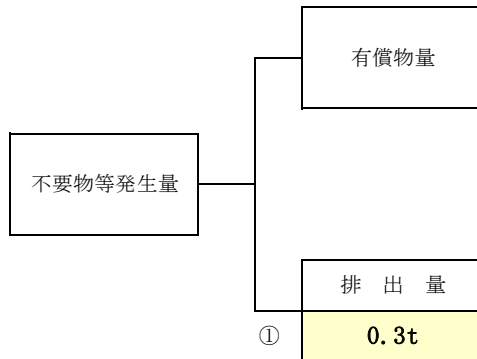 有償物量
不要物等発生量
排 出 量
① 0.3t